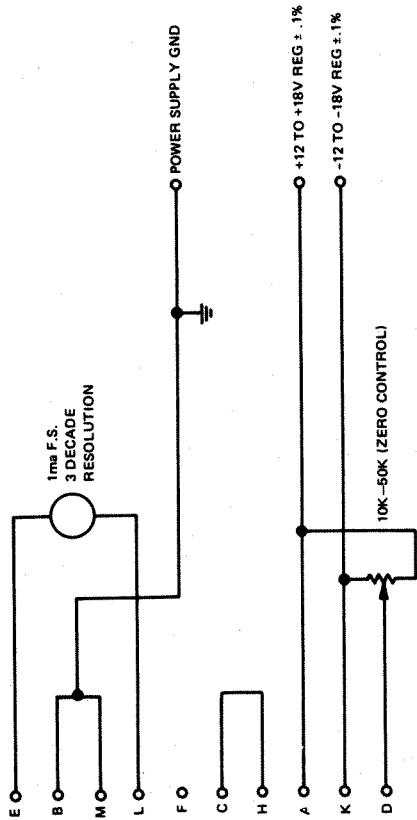 E
B
M
L
F
C
H
A
K
D
1ma F.S.
3 DECADE
RESOLUTION
POWER SUPPLY GND
+12 TO +18V REG ± .1%
-12 TO -18V REG ±.1%
10K-50K (ZERO CONTROL)